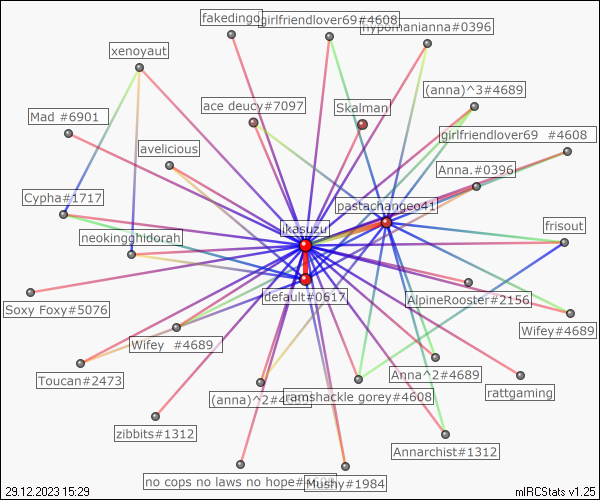 fakedingo
girlfriendlover69#4608
hypomanianna#0396
xenoyaut
(anna)^3#4689
ace deucy#7097
Skalman
Mad #6901
girlfriendlover69 #4608
avelicious
Anna.#0396
Cypha#1717
pastachangeo41
ikasuzu
frisout
neokingghidorah
default#0617
AlpineRooster#2156
Soxy Foxy#5076
Wifey#4689
Wifey #4689
Toucan#2473
Anna^2#4689
rattgaming
(anna)^2#
ramshackle gorey#4608
zibbits#1312
Annarchist#1312
no cops no laws no hope#
Mushy#1984
29.12.2023 15:29
mIRCStats v1.25